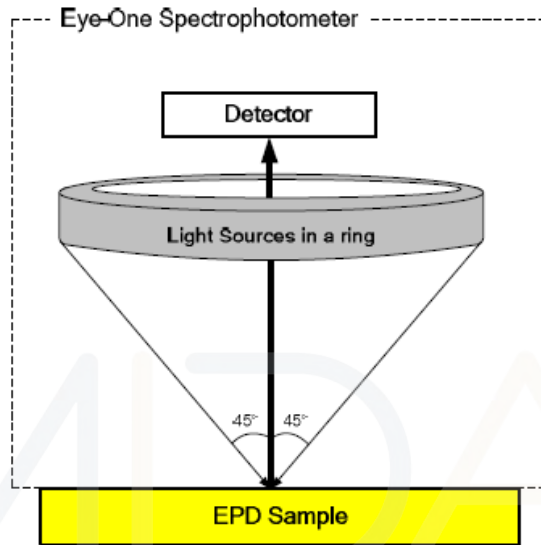 Eye-One Spectrophotometer
Detector
Light Sources in a ring
45° 45°
EPD Sample